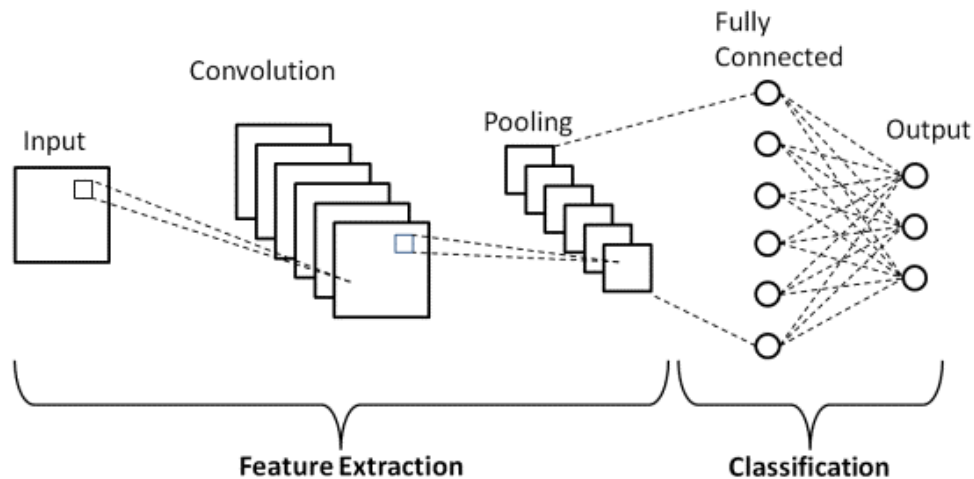 Input
Convolution
Pooling
Fully
Connected
Output
Feature Extraction
Classification